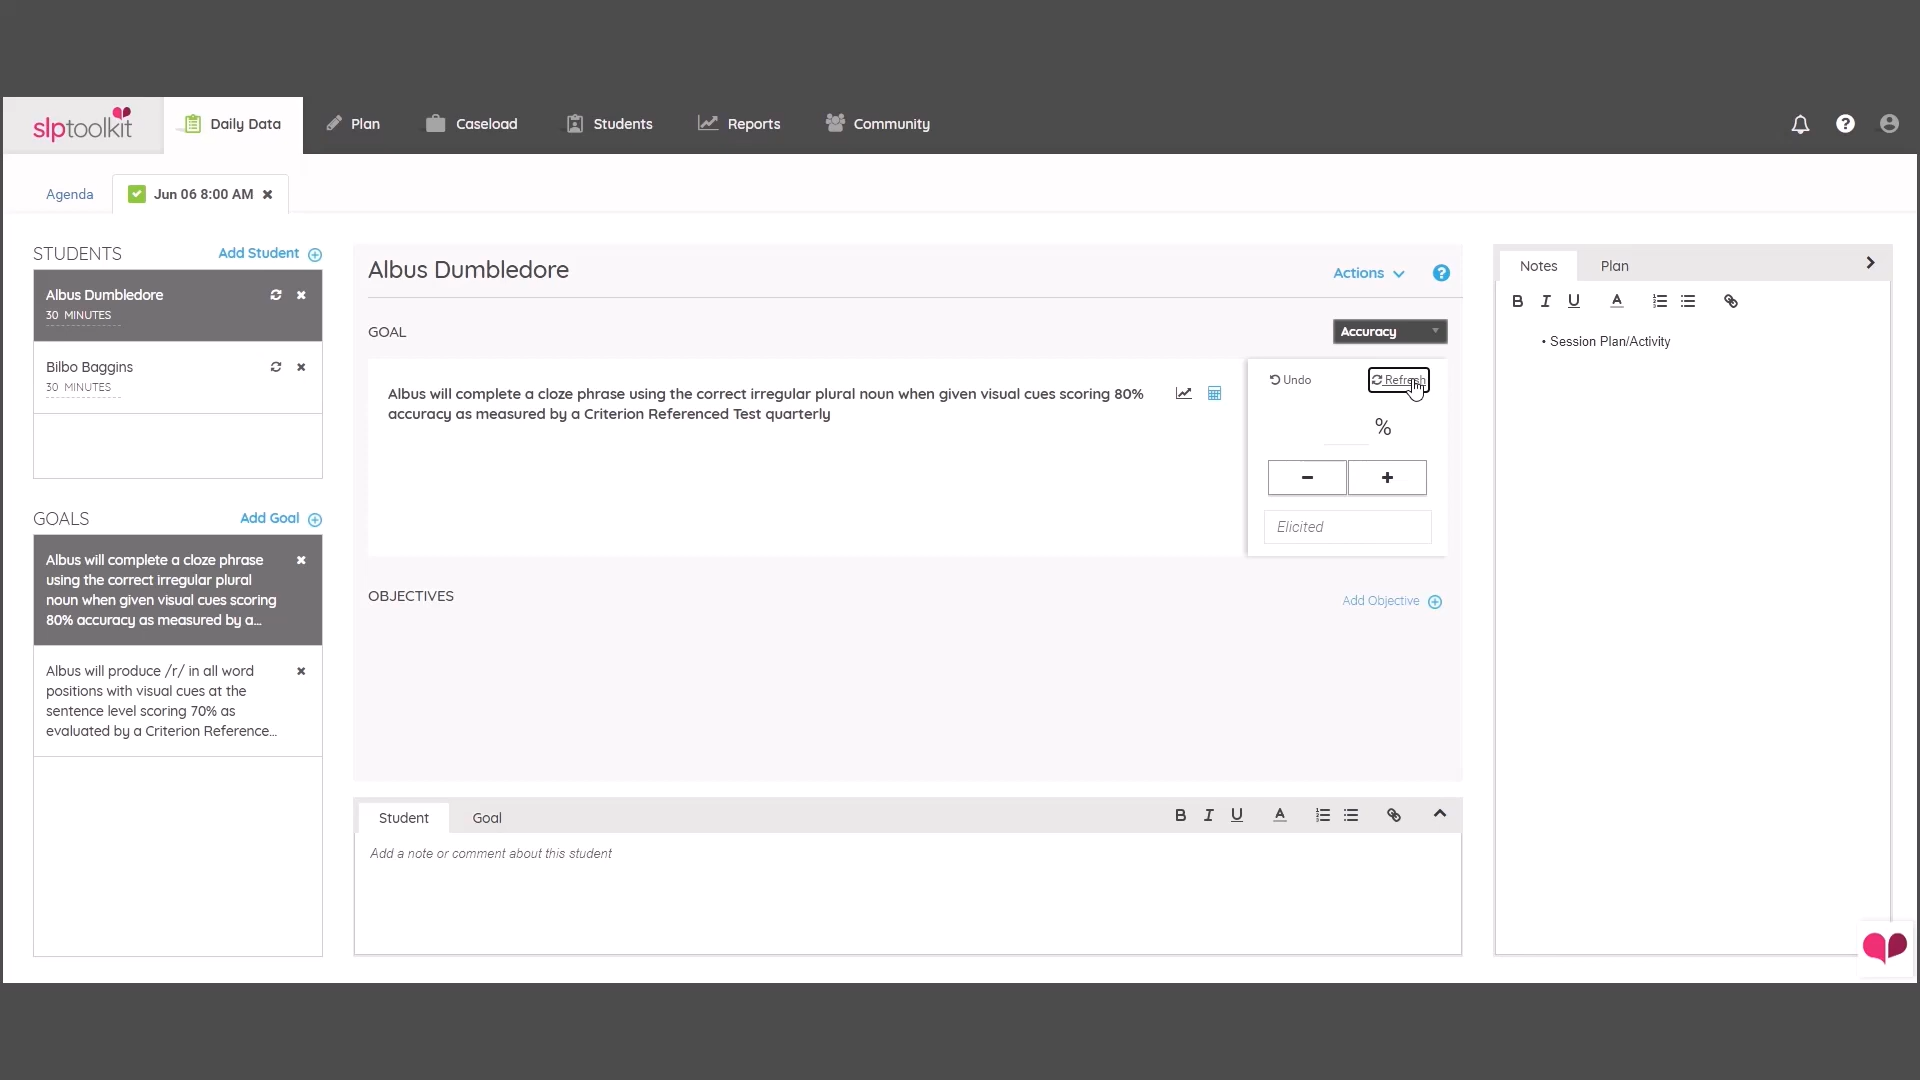 slptoolkit
Daily Data
Plan
Caseload
Students
Reports
Community
Agenda
Jun 06 8:00 AM
STUDENTS
Add Student
Albus Dumbledore
30 MINUTES
Bilbo Baggins
30 MINUTES
GOALS
Add Goal
Albus will complete a cloze phrase
using the correct irregular plural
noun when given visual cues scoring
80% accuracy as measured by a...
Albus will produce /r/ in all word
positions with visual cues at the
sentence level scoring 70% as
evaluated by a Criterion Reference...
Albus Dumbledore
Actions
?
GOAL
Accuracy
Albus will complete a cloze phrase using the correct irregular plural noun when given visual cues scoring 80%
accuracy as measured by a Criterion Referenced Test quarterly
Undo
Refresh
%
Elicited
OBJECTIVES
Add Objective
Student
Goal
B I U A
Add a note or comment about this student
Notes
Plan
B I U A
• Session Plan/Activity